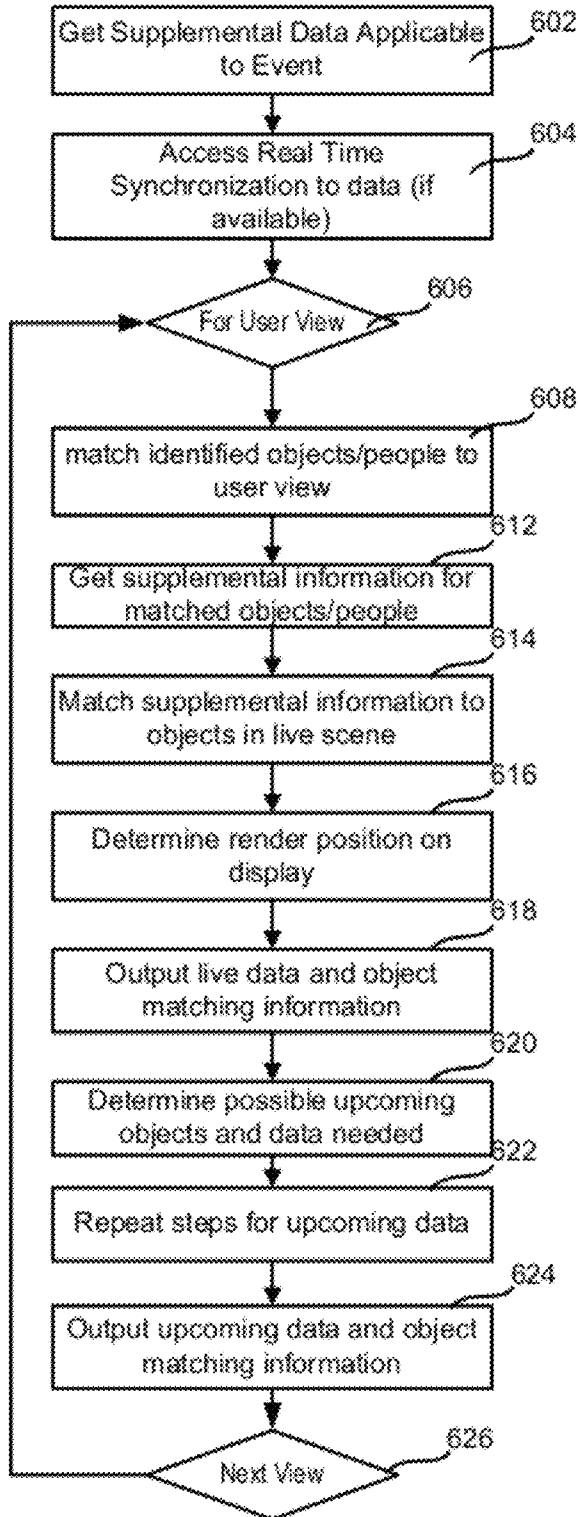 Get Supplemental Data Applicable
to Event
602
Access Real Time
Synchronization to data (if
available)
604
For User View
606
608
match identified objects/people to
user view
612
Get supplemental information for
matched objects/people
614
Match supplemental information to
objects in live scene
616
Determine render position on
display
618
Output live data and object
matching information
620
Determine possible upcoming
objects and data needed
622
Repeat steps for upcoming data
624
Output upcoming data and object
matching information
Next View
626